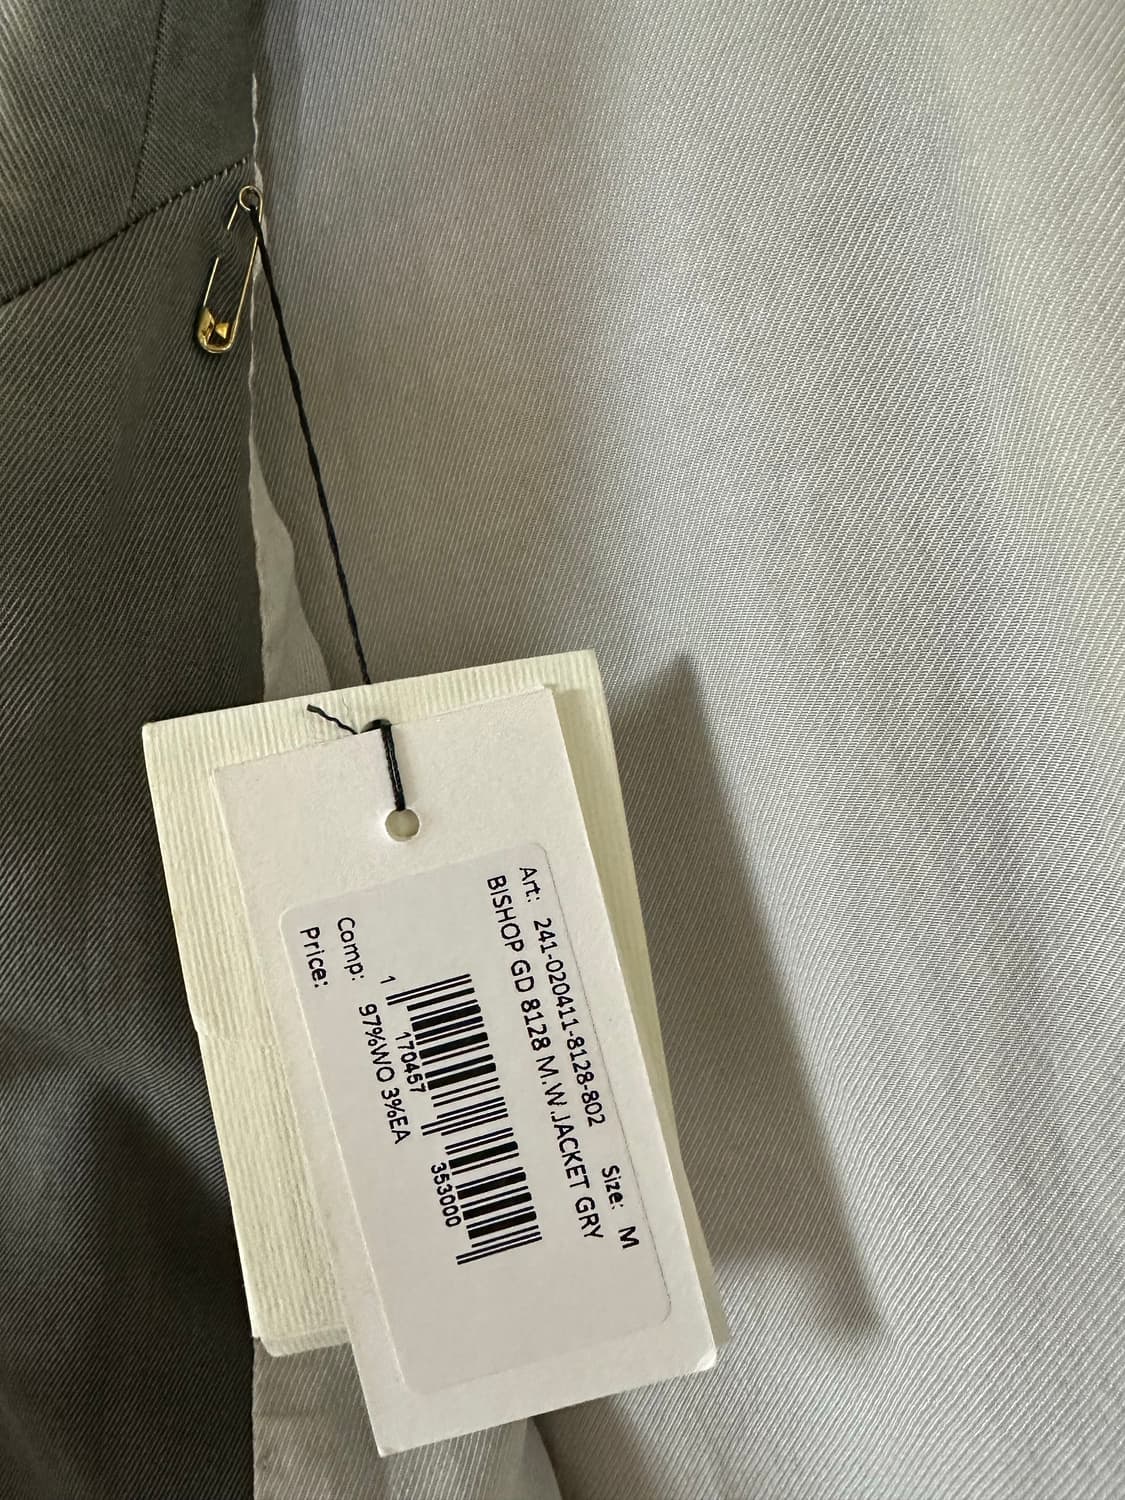 Art: 241-020411-8128-802 Size: M
BISHOP GD 8128 M.W.JACKET GRY
1 170457 353000
Comp: 97%WO 3%EA
Price: